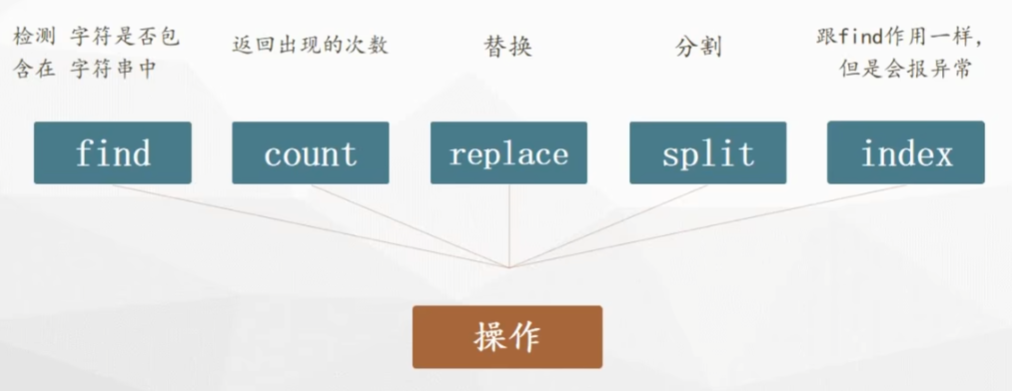 检测 字符是否包
含在 字符串中
返回出现的次数
替换
分割
跟find作用一样,
但是会报异常
find
count
replace
split
index
操作